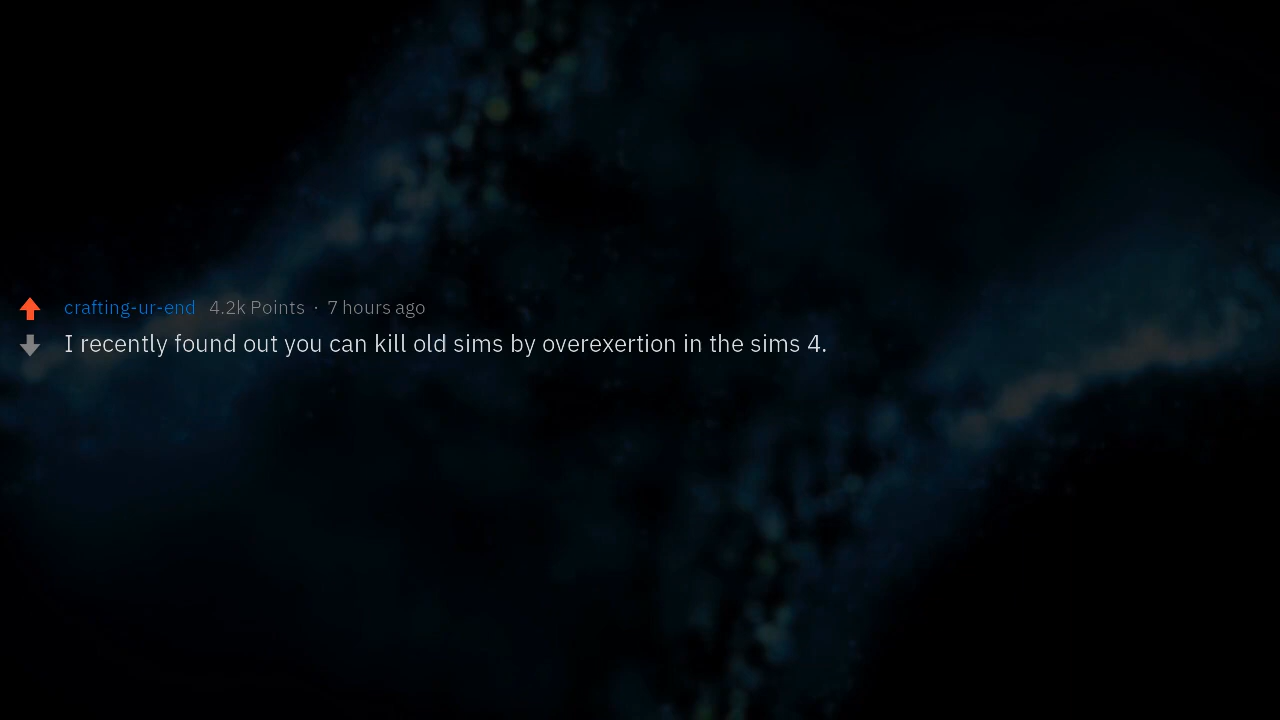 crafting-ur-end 4.2k Points · 7 hours ago
I recently found out you can kill old sims by overexertion in the sims 4.